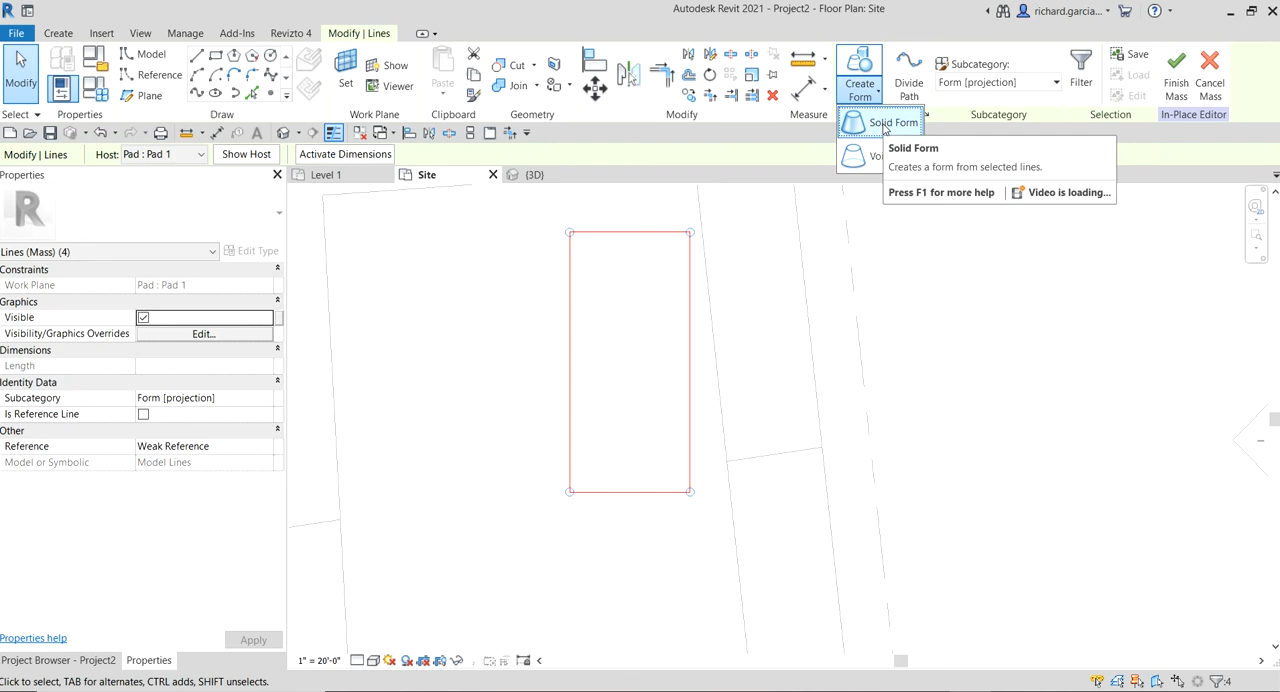 Autodesk Revit 2021 - Project2 - Floor Plan: Site
richard.garcia...
File Create Insert View Manage Add-Ins Revizto 4 Modify | Lines
Modify
Model
Reference
Plane
Set
Show
Viewer
Paste
Cut
Join
Create Form
Divide Path
Subcategory:
Form [projection]
Filter
Save
Load
Edit
Finish Mass
Cancel Mass
Select Properties Draw Work Plane Clipboard Geometry Modify Measure Subcategory Selection In-Place Editor
Solid Form
Solid Form
Creates a form from selected lines.
Press F1 for more help
Video is loading...
Modify | Lines Host: Pad : Pad 1 Show Host Activate Dimensions
Properties
Level 1
Site
{3D}
R
Lines (Mass) (4)
Edit Type
Constraints
Work Plane Pad : Pad 1
Graphics
Visible
Visibility/Graphics Overrides Edit...
Dimensions
Length
Identity Data
Subcategory Form [projection]
Is Reference Line
Other
Reference Weak Reference
Model or Symbolic Model Lines
Properties help
Apply
Project Browser - Project2 Properties
1" = 20'-0"
Click to select, TAB for alternates, CTRL adds, SHIFT unselects.
:4